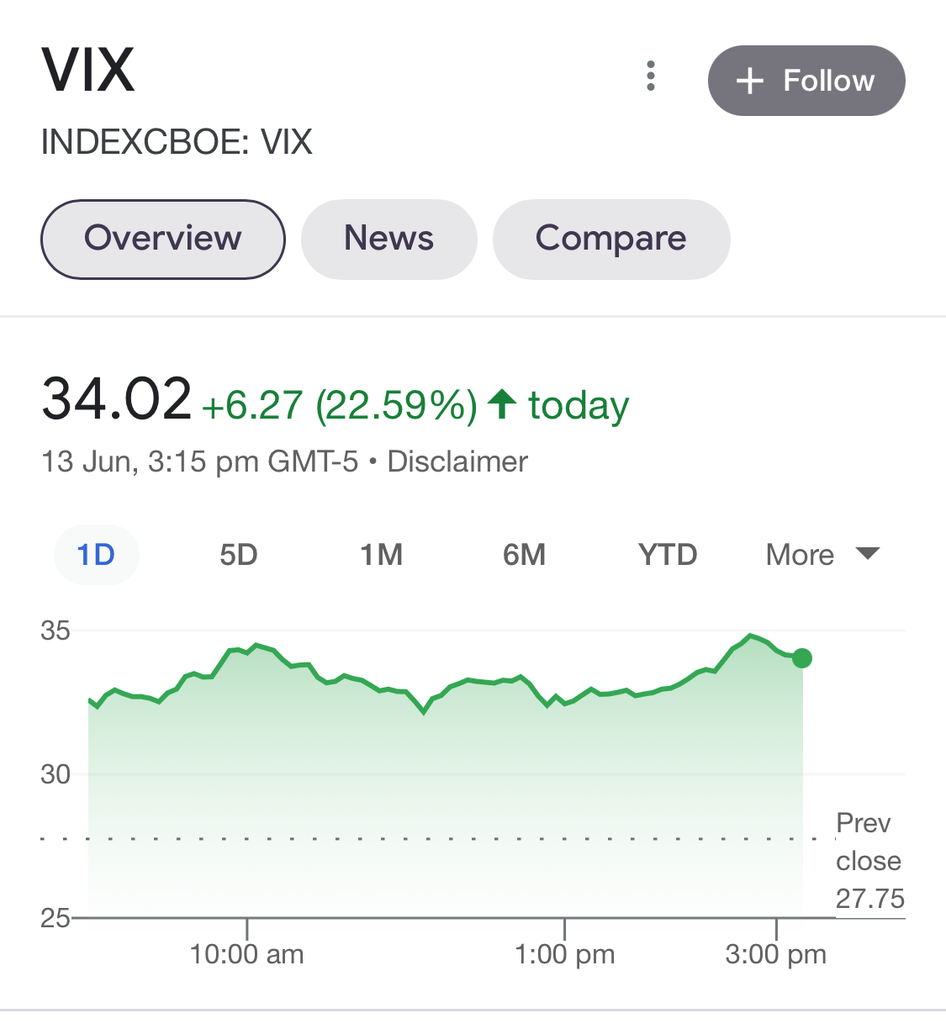 VIX
+ Follow
INDEXCBOE: VIX
Overview News Compare
34.02 +6.27 (22.59%) ↑ today
13 Jun, 3:15 pm GMT-5 • Disclaimer
1D 5D 1M 6M YTD More
35
30
Prev
close
27.75
25
10:00 am 1:00 pm 3:00 pm